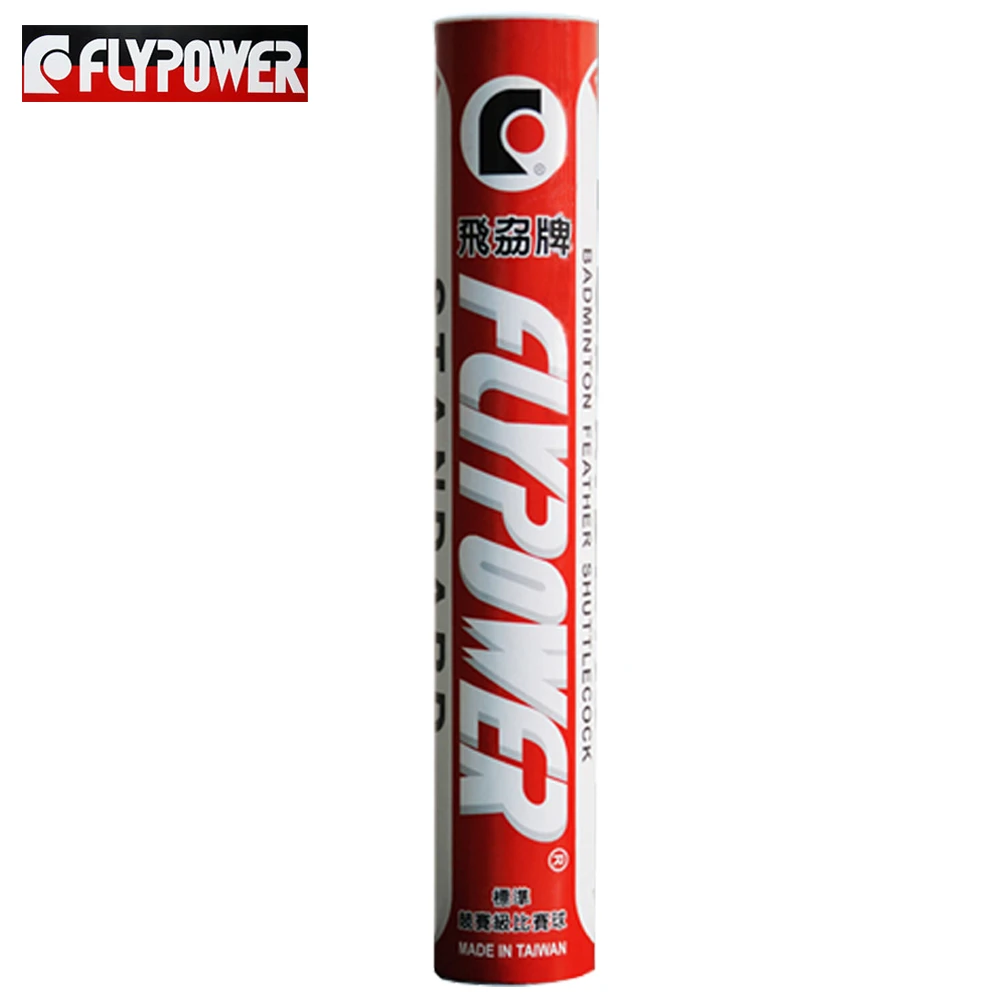 FLYPOWER
飛刕牌
FLYPOWER
®
STANDARD
BADMINTON FEATHER SHUTTLECOCK
標準
競賽級比賽球
MADE IN TAIWAN